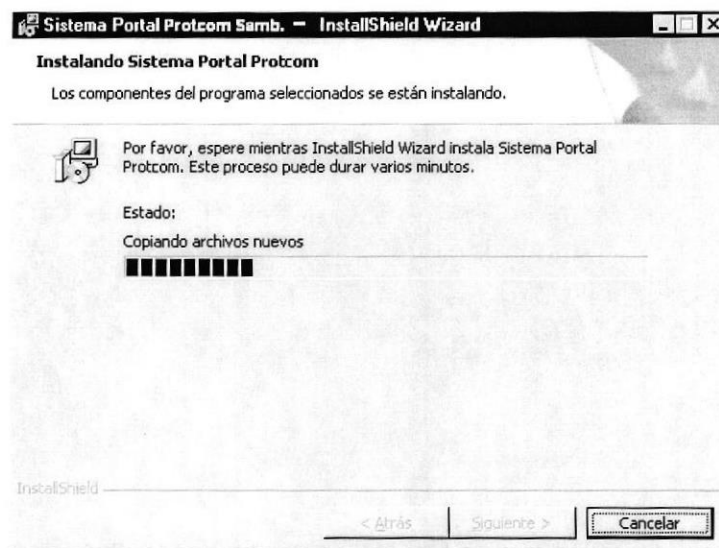 Sistema Portal Protcom Samb. – InstallShield Wizard
Instalando Sistema Portal Protcom
Los componentes del programa seleccionados se están instalando.
Por favor, espere mientras InstallShield Wizard instala Sistema Portal
Protcom. Este proceso puede durar varios minutos.
Estado:
Copiando archivos nuevos
InstallShield
< Atrás
Siguiente >
Cancelar